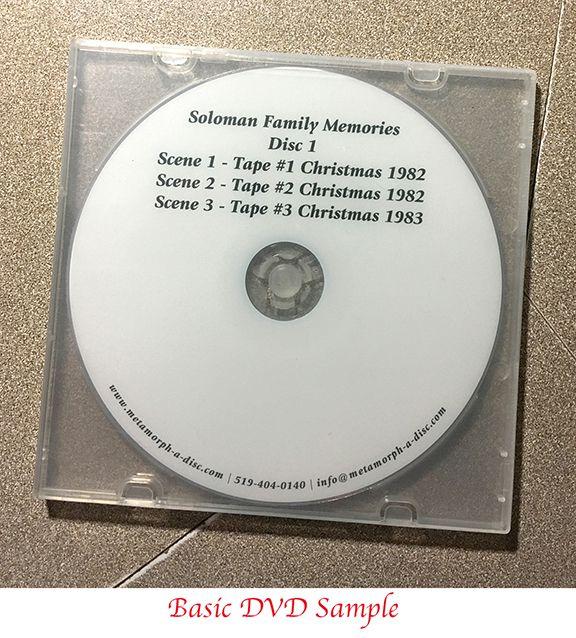 Soloman Family Memories
Disc 1
Scene 1 - Tape #1 Christmas 1982
Scene 2 - Tape #2 Christmas 1982
Scene 3 - Tape #3 Christmas 1983
www.metamorph-a-disc.com | 519-404-0140 | info@metamorph-a-disc.com
Basic DVD Sample